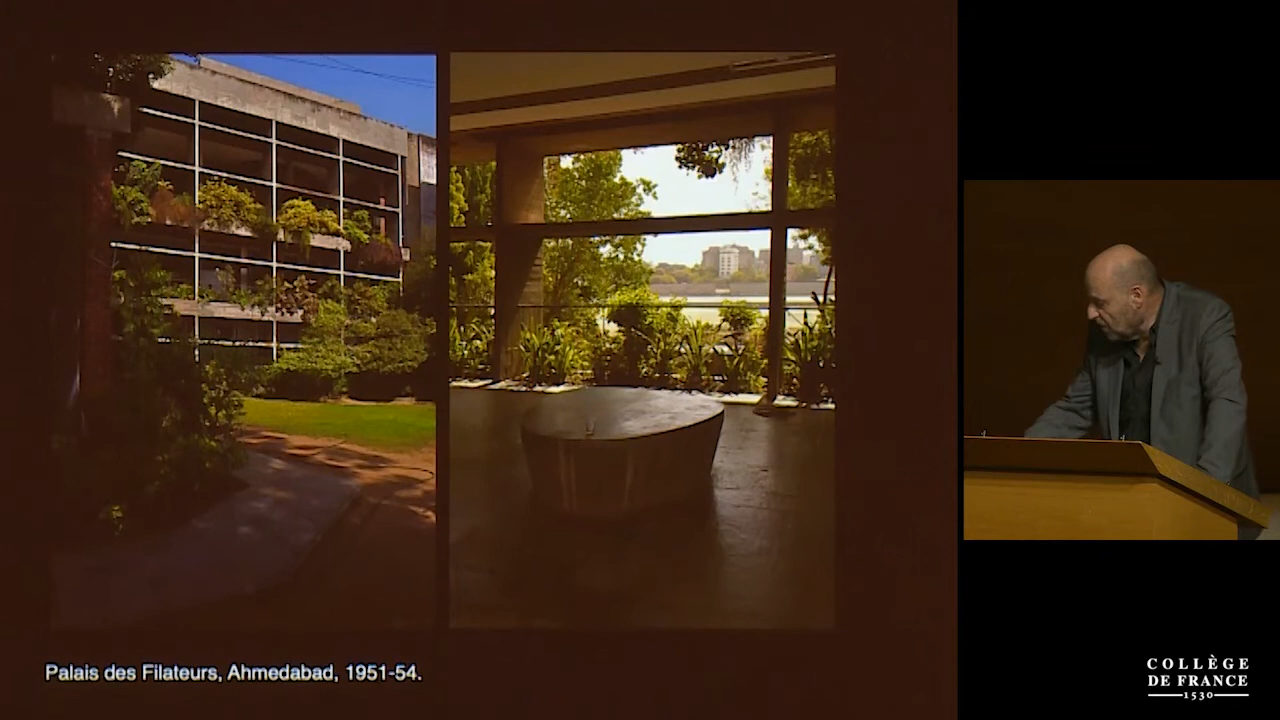 Palais des Filateurs, Ahmedabad, 1951-54.
COLLÈGE
DE FRANCE
1530